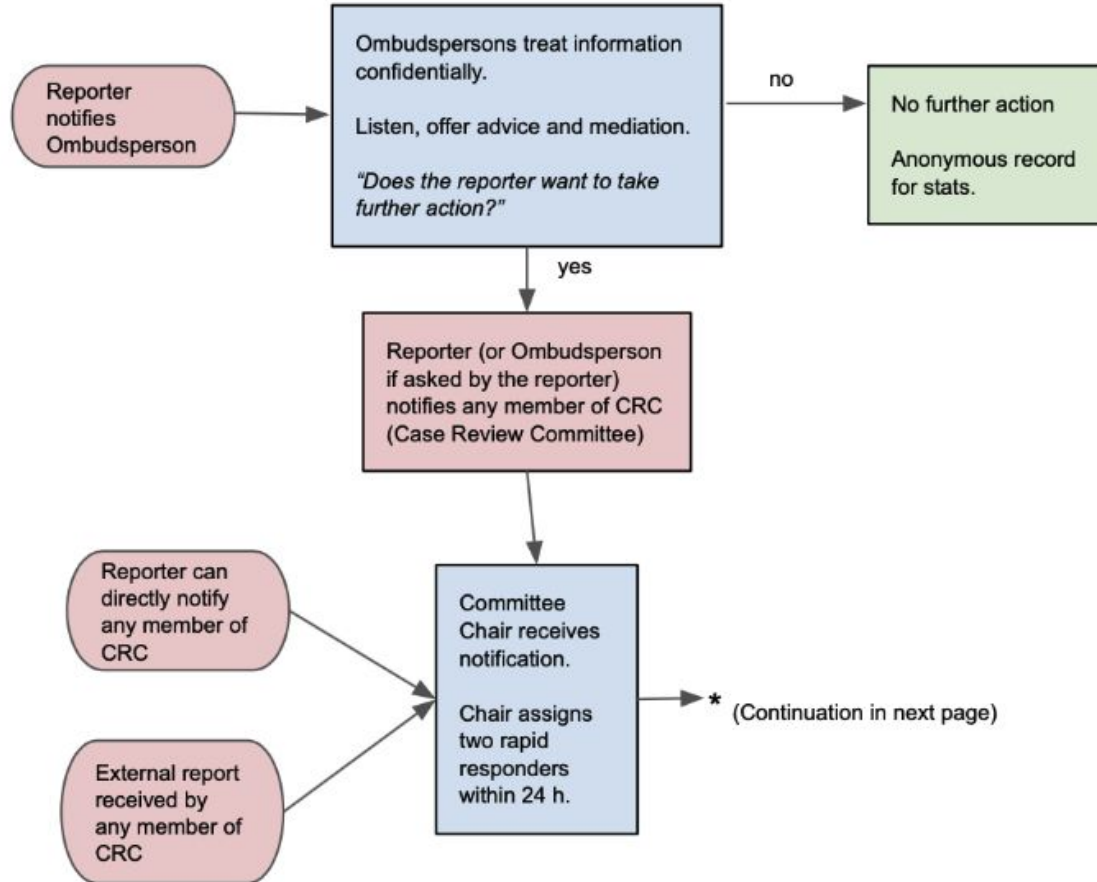 Reporter
notifies
Ombudsperson
Ombudspersons treat information
confidentially.
Listen, offer advice and mediation.
“Does the reporter want to take
further action?”
no
No further action
Anonymous record
for stats.
yes
Reporter (or Ombudsperson
if asked by the reporter)
notifies any member of CRC
(Case Review Committee)
Reporter can
directly notify
any member of
CRC
Committee
Chair receives
notification.
Chair assigns
two rapid
responders
within 24 h.
* (Continuation in next page)
External report
received by
any member of
CRC